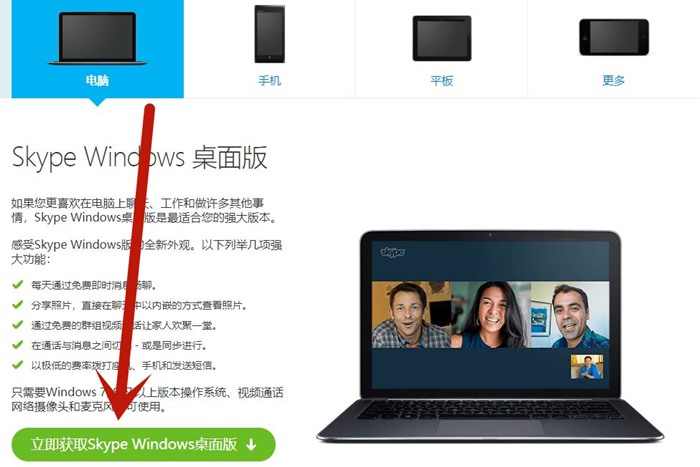 电脑
手机
平板
更多
Skype Windows 桌面版
如果您更喜欢在电脑上聊天、工作和做许多其他事
情，Skype Windows桌面版是最适合您的强大版本。
感受Skype Windows版的全新外观。以下列举几项强
大功能：
每天通过免费即时消息畅聊。
分享照片，直接在聊天中以内嵌的方式查看照片。
通过免费的群组视频通话让家人欢聚一堂。
在通话与消息之间切换 - 或是同步进行。
以极低的费率拨打座机、手机和发送短信。
只需要Windows 7 以上版本操作系统、视频通话
网络摄像头和麦克风 可使用。
立即获取Skype Windows桌面版
skype